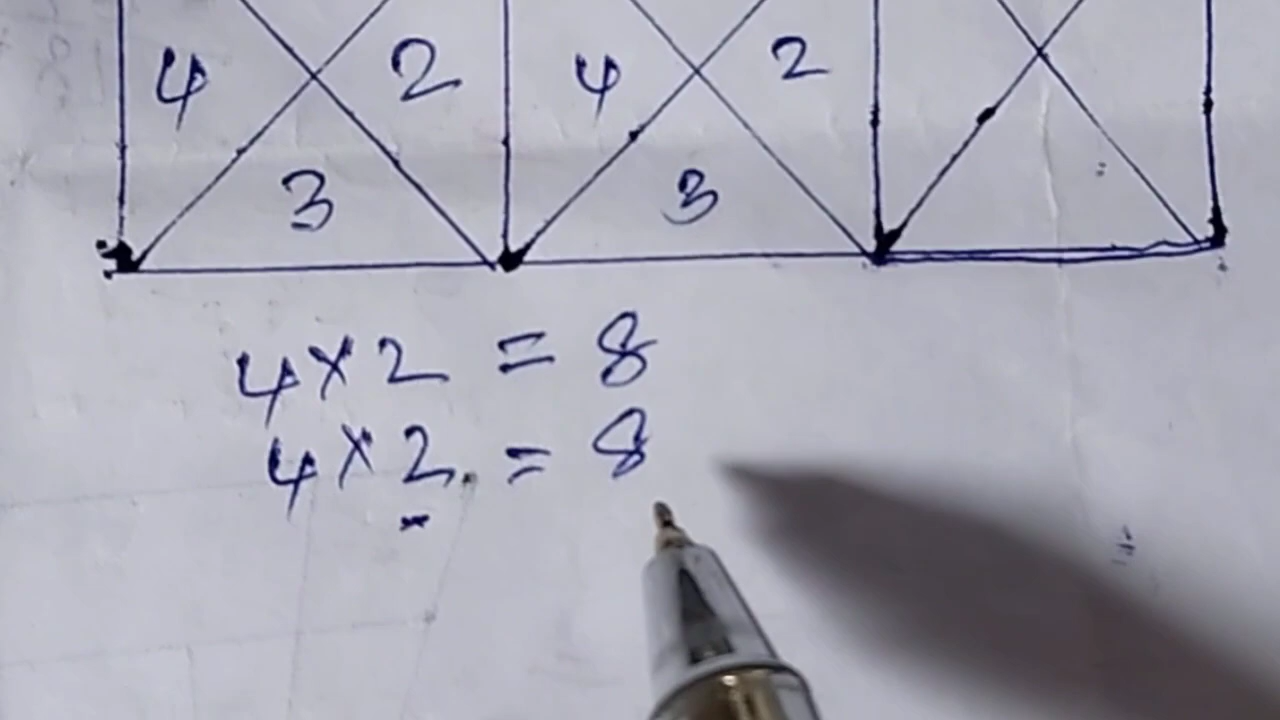 4 2 4 2
3 3
4 × 2 = 8
4 × 2. = 8